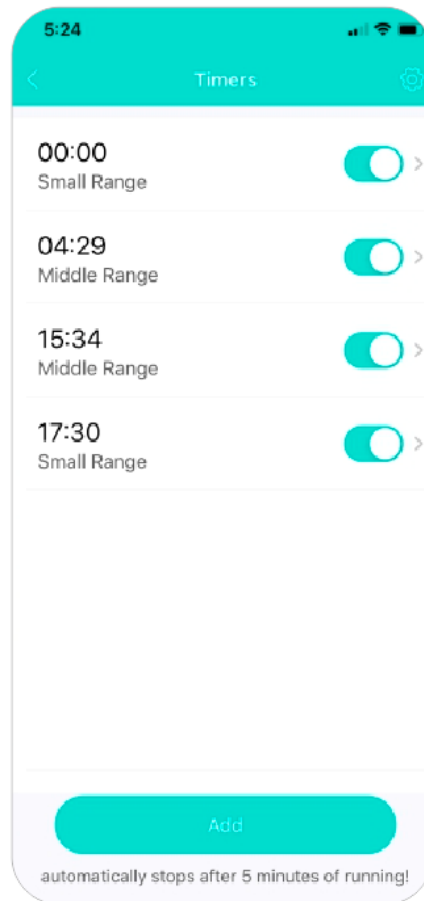 5:24
Timers
00:00
Small Range
04:29
Middle Range
15:34
Middle Range
17:30
Small Range
Add
automatically stops after 5 minutes of running!